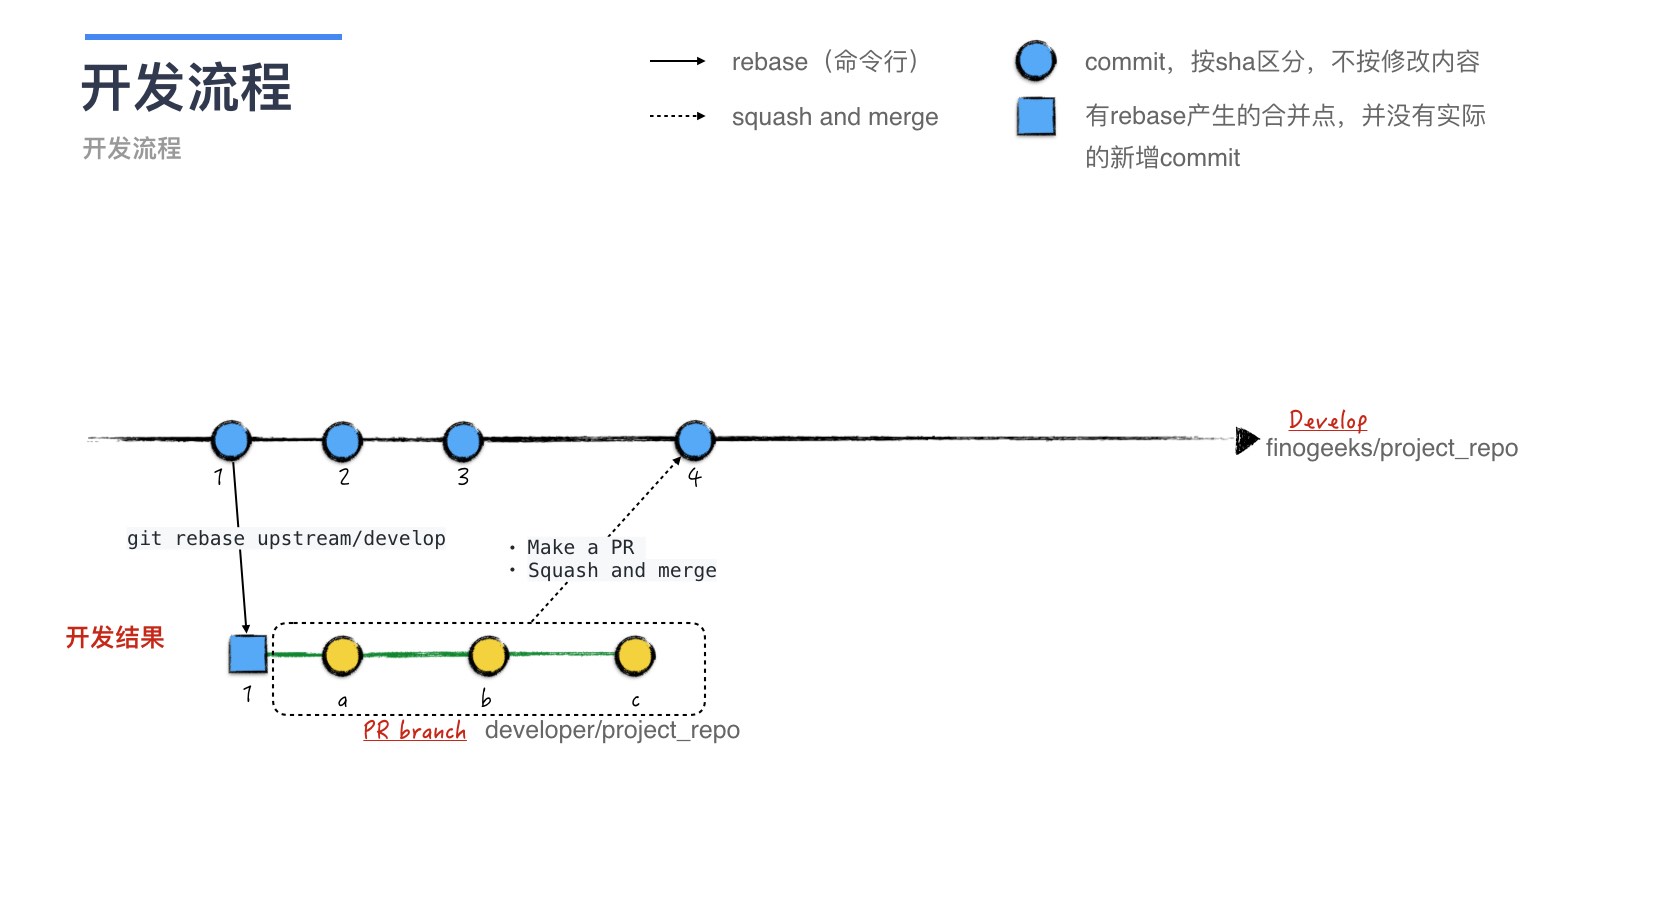 开发流程
开发流程
rebase（命令行）
squash and merge
commit，按sha区分，不按修改内容
有rebase产生的合并点，并没有实际
的新增commit
Develop
finogeeks/project_repo
1
2
3
4
git rebase upstream/develop
• Make a PR
• Squash and merge
开发结果
1
a
b
c
PR branch developer/project_repo